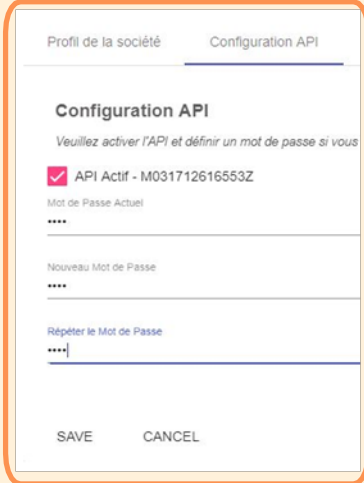 Profil de la société Configuration API
Configuration API
Veuillez activer l'API et définir un mot de passe si vous
API Actif - M031712616553Z
Mot de Passe Actuel
••••
Nouveau Mot de Passe
••••
Répéter le Mot de Passe
••••
SAVE CANCEL